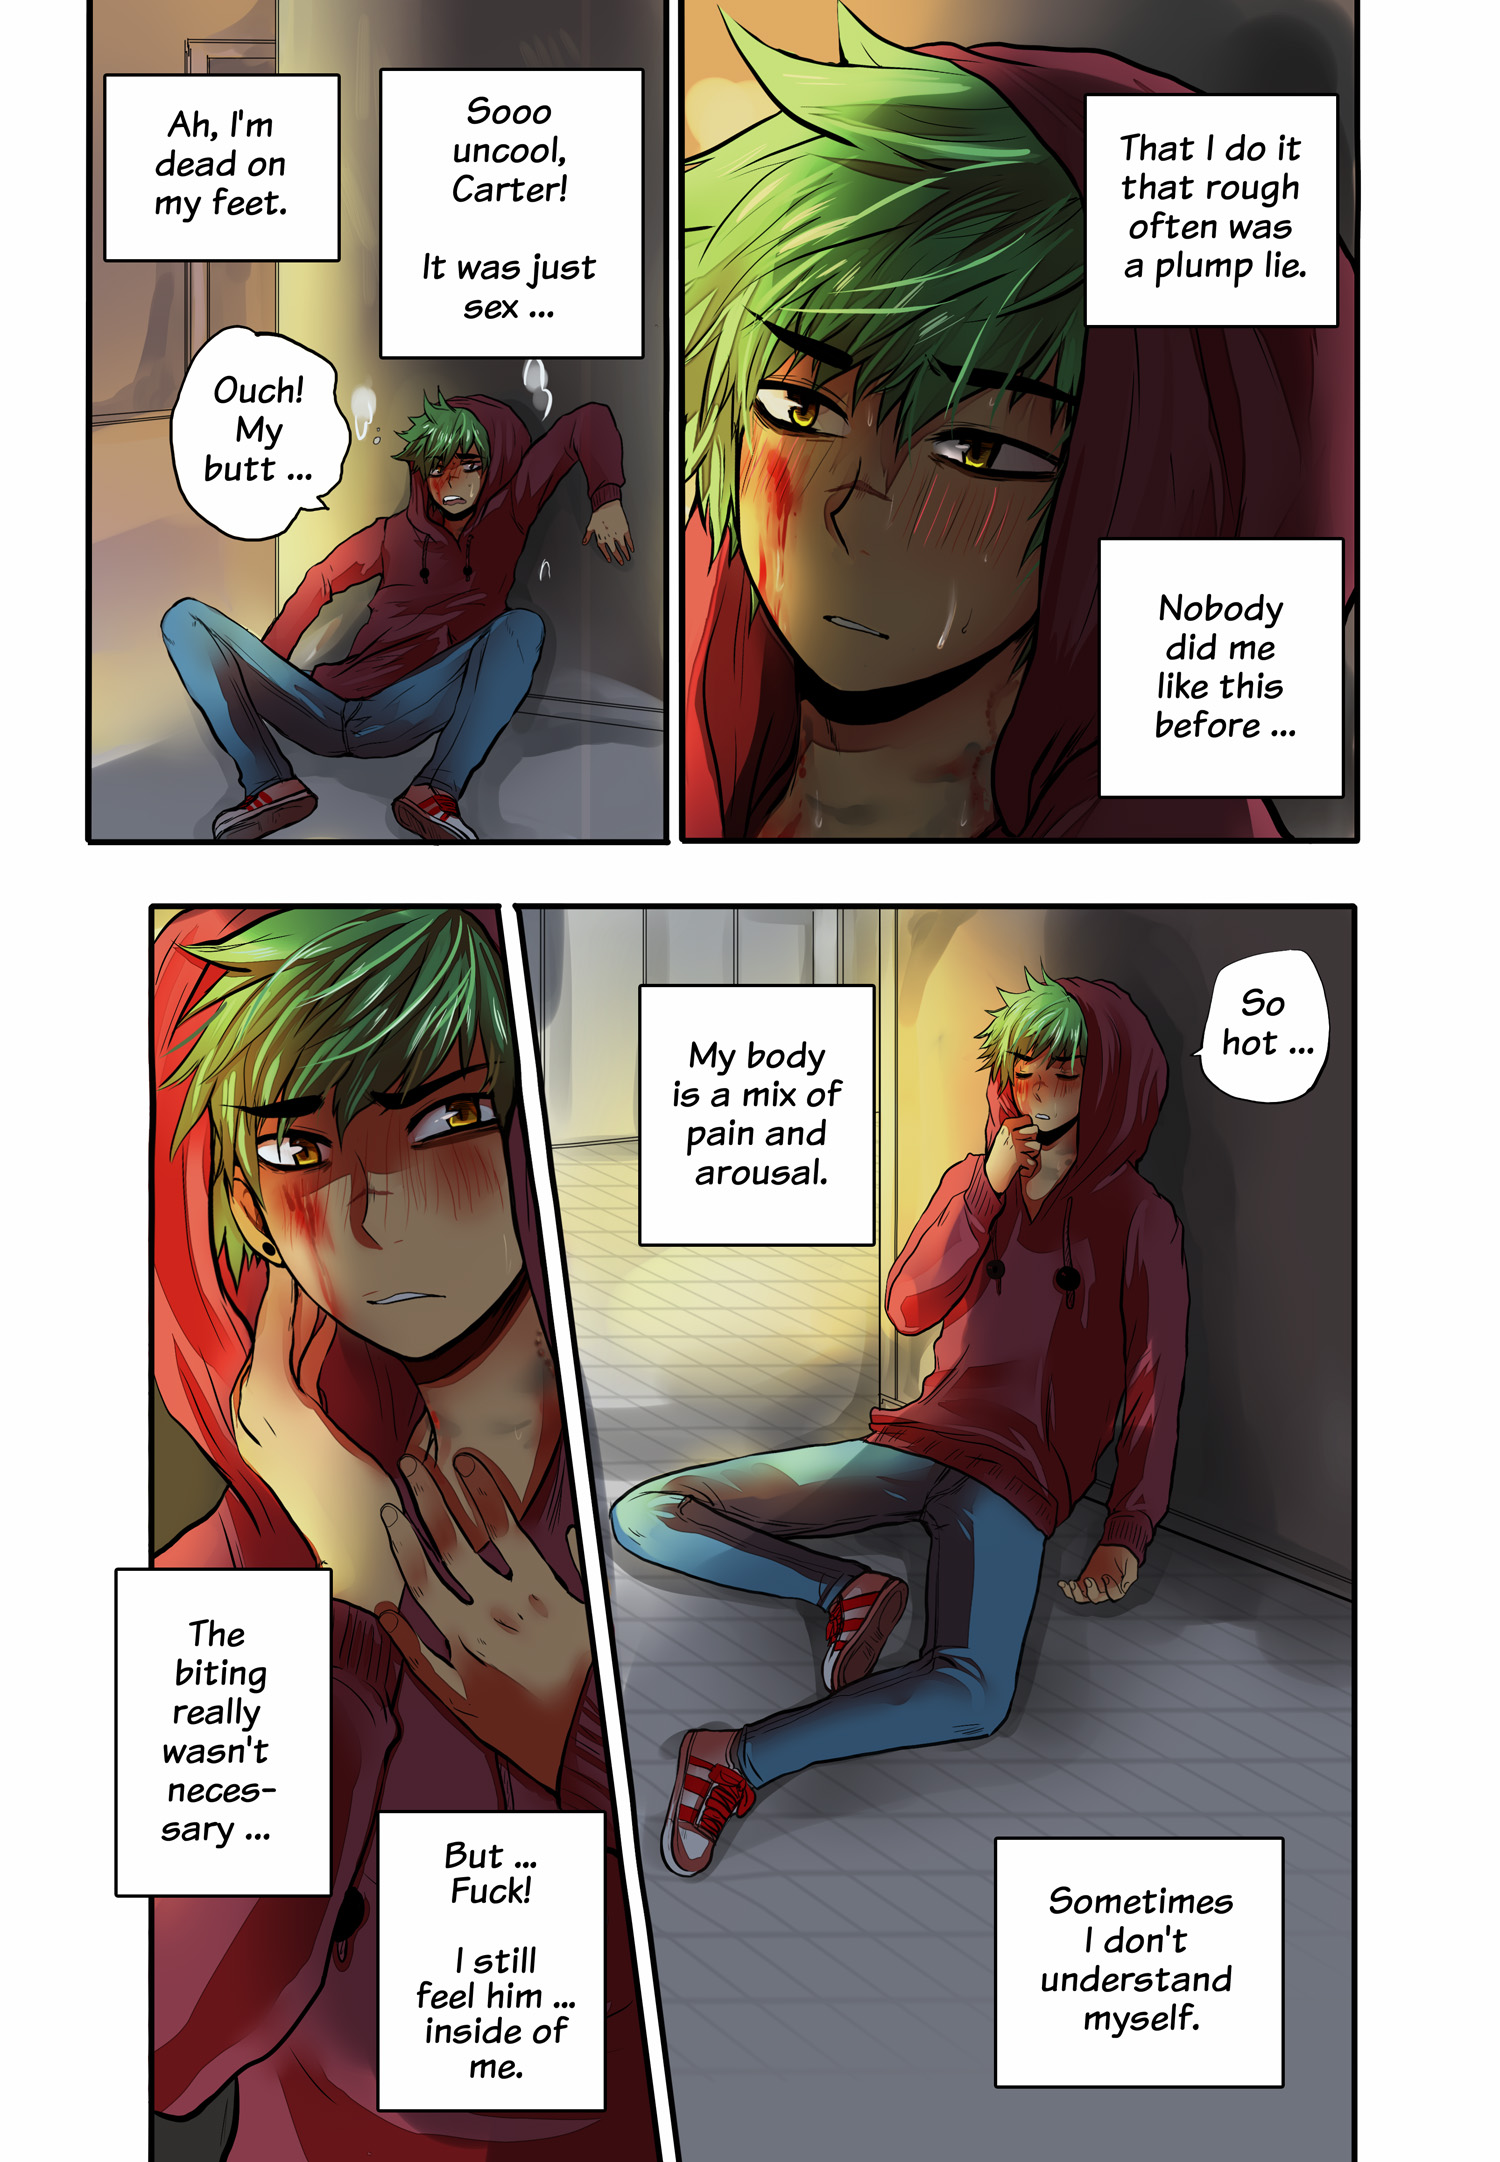 Ah, I'm
dead on
my feet.
Sooo
uncool,
Carter!
It was just
sex ...
Ouch!
My
butt ...
That I do it
that rough
often was
a plump lie.
Nobody
did me
like this
before ...
The
biting
really
wasn't
neces-
sary ...
But ...
Fuck!
I still
feel him ...
inside of
me.
My body
is a mix of
pain and
arousal.
So
hot ...
Sometimes
I don't
understand
myself.